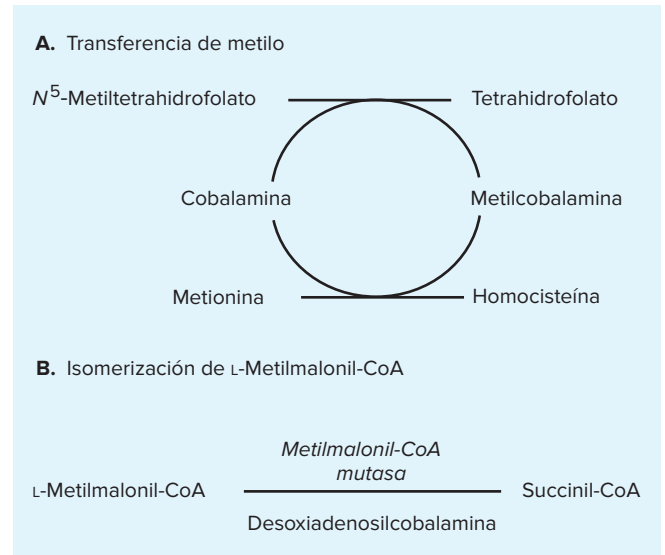 A. Transferencia de metilo
N⁵-Metiltetrahidrofolato Tetrahidrofolato
Cobalamina Metilcobalamina
Metionina Homocisteína
B. Isomerización de L-Metilmalonil-CoA
Metilmalonil-CoA
mutasa
L-Metilmalonil-CoA Succinil-CoA
Desoxiadenosilcobalamina